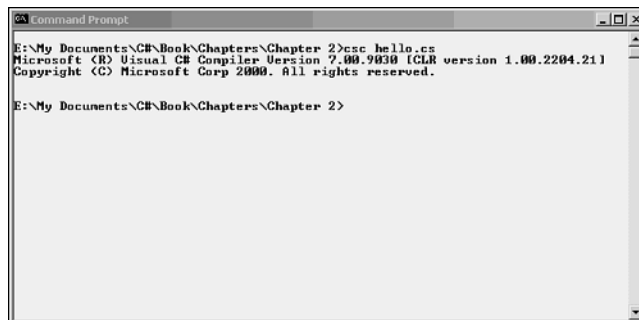 Command Prompt
E:\My Documents\C#\Book\Chapters\Chapter 2>csc hello.cs
Microsoft (R) Visual C# Compiler Version 7.00.9030 [CLR version 1.00.2204.21]
Copyright (C) Microsoft Corp 2000. All rights reserved.
E:\My Documents\C#\Book\Chapters\Chapter 2>